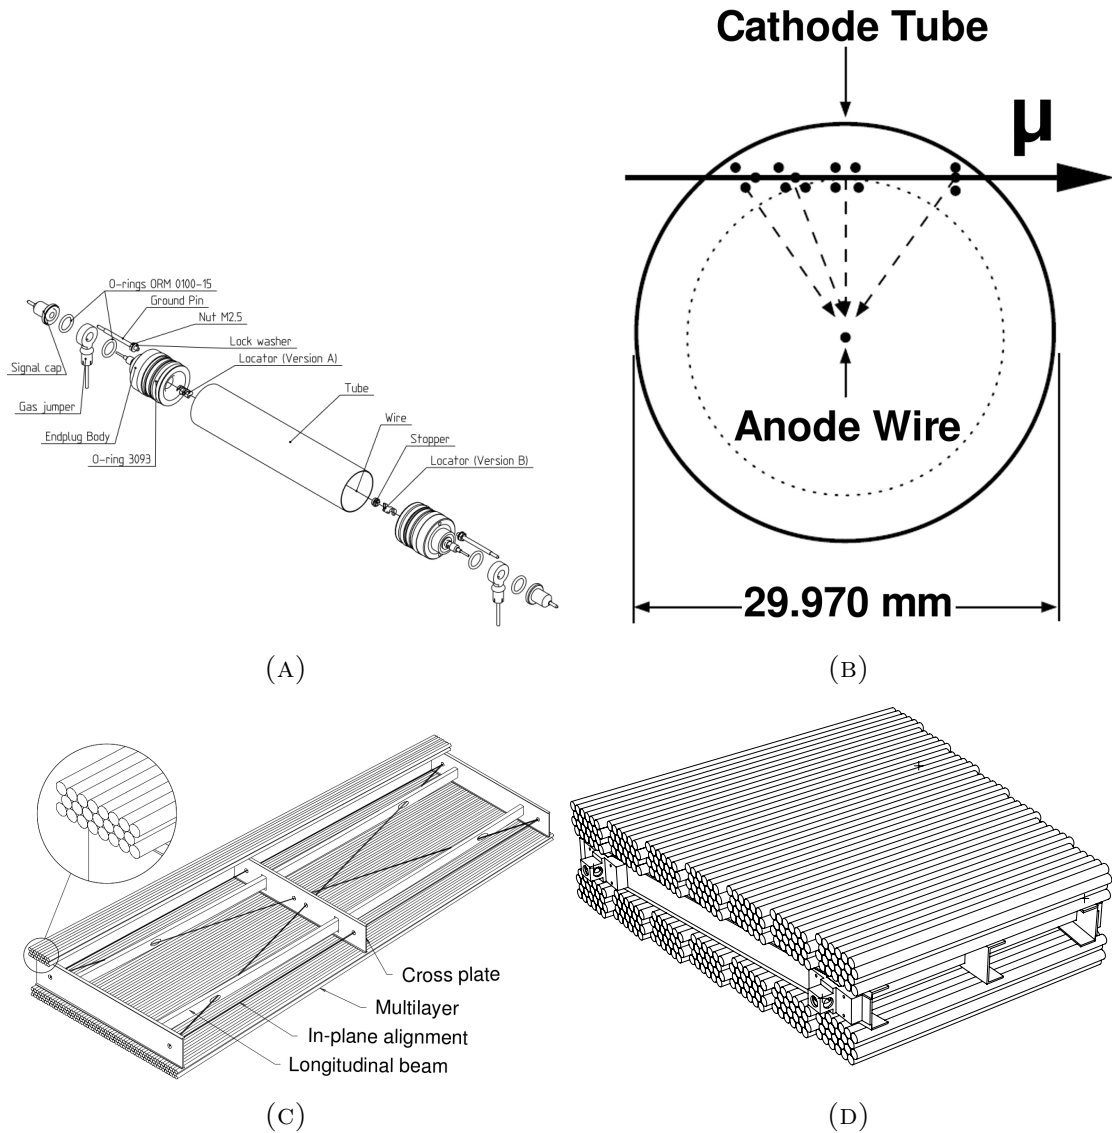 O-rings ORM 0100-15
Ground Pin
Nut M2.5
Lock washer
Locator (Version A)
Signal cap
Gas jumper
Endplug Body
O-ring 3093
Tube
Wire
Stopper
Locator (Version B)
(A)
Cathode Tube
μ
Anode Wire
29.970 mm
(B)
Cross plate
Multilayer
In-plane alignment
Longitudinal beam
(C)
(D)